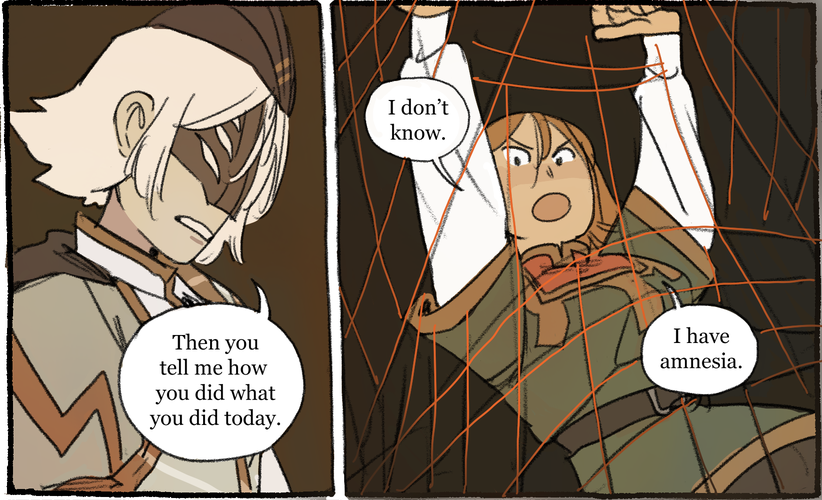 Then you
tell me how
you did what
you did today.
I don't
know.
I have
amnesia.